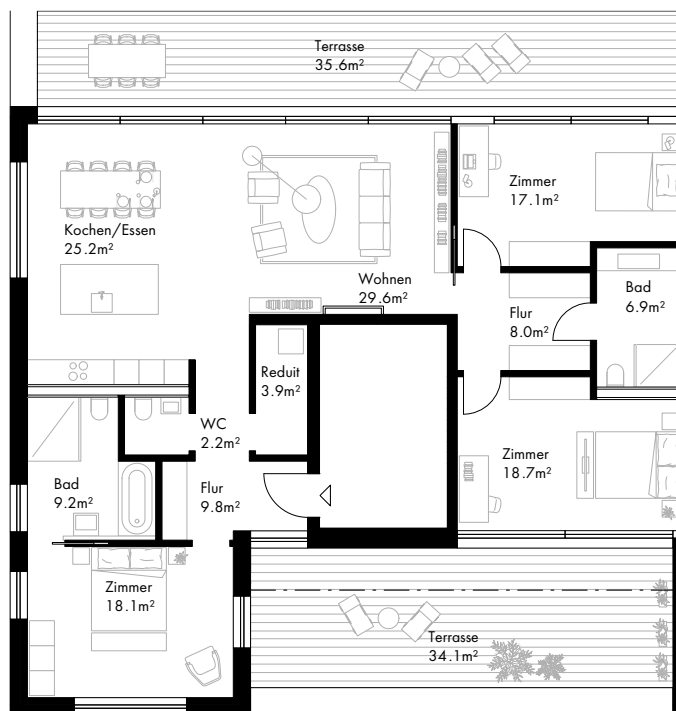 Terrasse
35.6m²
Zimmer
17.1m²
Kochen/Essen
25.2m²
Wohnen
29.6m²
Flur
8.0m²
Bad
6.9m²
Reduit
3.9m²
WC
2.2m²
Zimmer
18.7m²
Bad
9.2m²
Flur
9.8m²
Zimmer
18.1m²
Terrasse
34.1m²